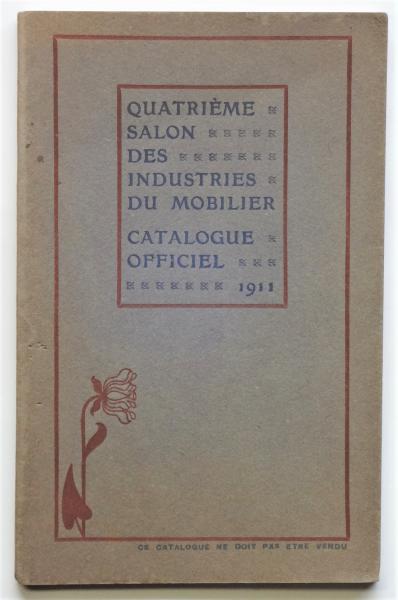 QUATRIÈME
SALON
DES
INDUSTRIES
DU MOBILIER
CATALOGUE
OFFICIEL
1911
CE CATALOGUE NE DOIT PAS ETRE VENDU